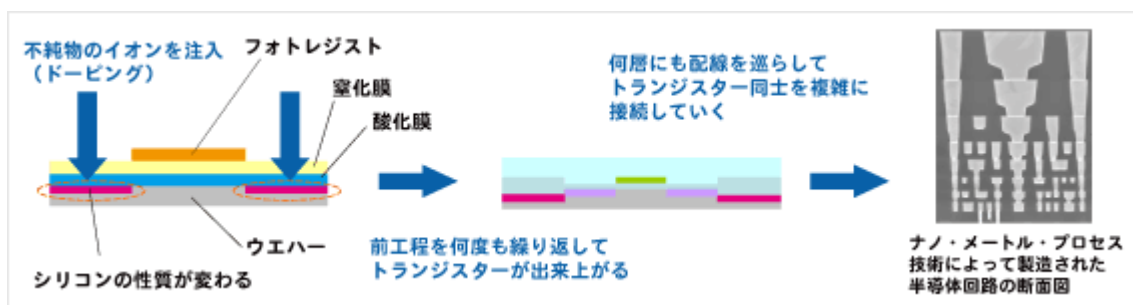 不純物のイオンを注入
（ドーピング）
フォトレジスト
窒化膜
酸化膜
ウエハー
シリコンの性質が変わる
前工程を何度も繰り返して
トランジスターが出来上がる
何層にも配線を巡らして
トランジスター同士を複雑に
接続していく
ナノ・メートル・プロセス
技術によって製造された
半導体回路の断面図